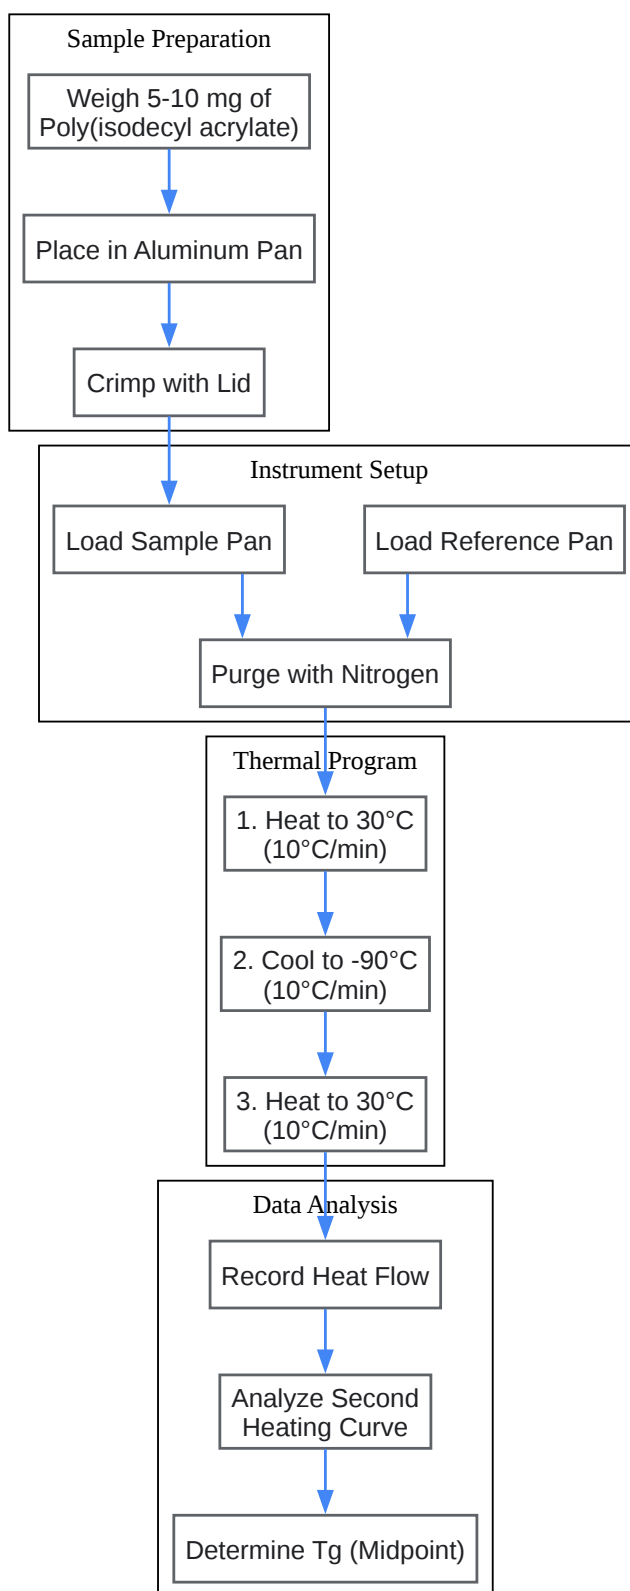 Sample Preparation
Weigh 5-10 mg of
Poly(isodecyl acrylate)
Place in Aluminum Pan
Crimp with Lid
Instrument Setup
Load Sample Pan
Load Reference Pan
Purge with Nitrogen
Thermal Program
1. Heat to 30°C
(10°C/min)
2. Cool to -90°C
(10°C/min)
3. Heat to 30°C
(10°C/min)
Data Analysis
Record Heat Flow
Analyze Second
Heating Curve
Determine Tg (Midpoint)